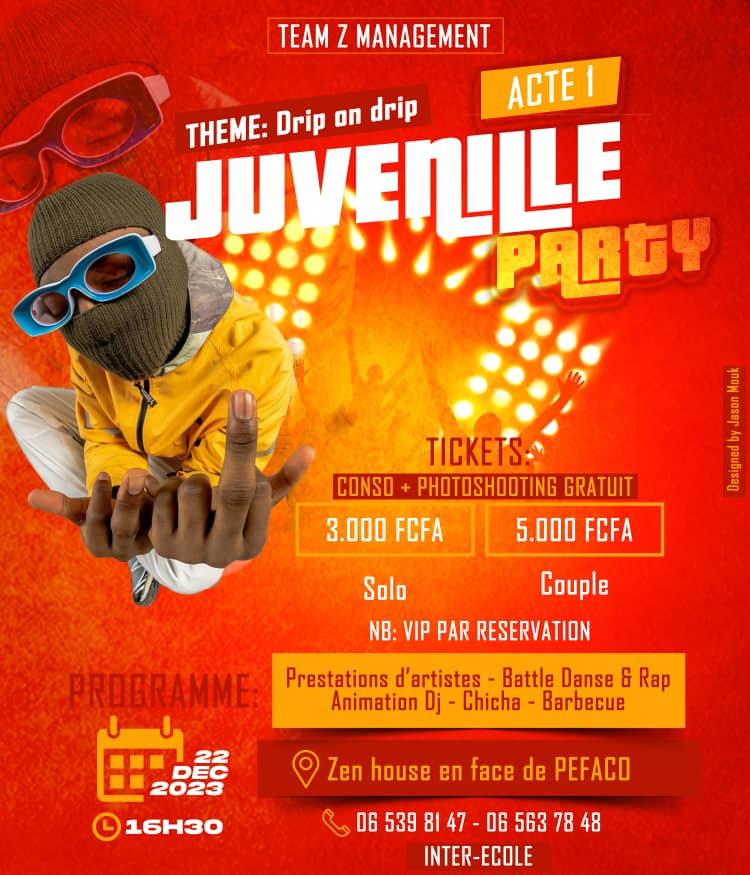 TEAM Z MANAGEMENT
ACTE 1
THEME: Drip on drip
JUVENILLE
PARTY
Designed by Jason Mouk
TICKETS:
CONSO + PHOTOSHOOTING GRATUIT
3.000 FCFA
5.000 FCFA
Solo
Couple
NB: VIP PAR RESERVATION
PROGRAMME:
Prestations d'artistes - Battle Danse & Rap
Animation Dj - Chicha - Barbecue
22
DEC
2023
Zen house en face de PEFACO
16H30
06 539 81 47 - 06 563 78 48
INTER-ECOLE